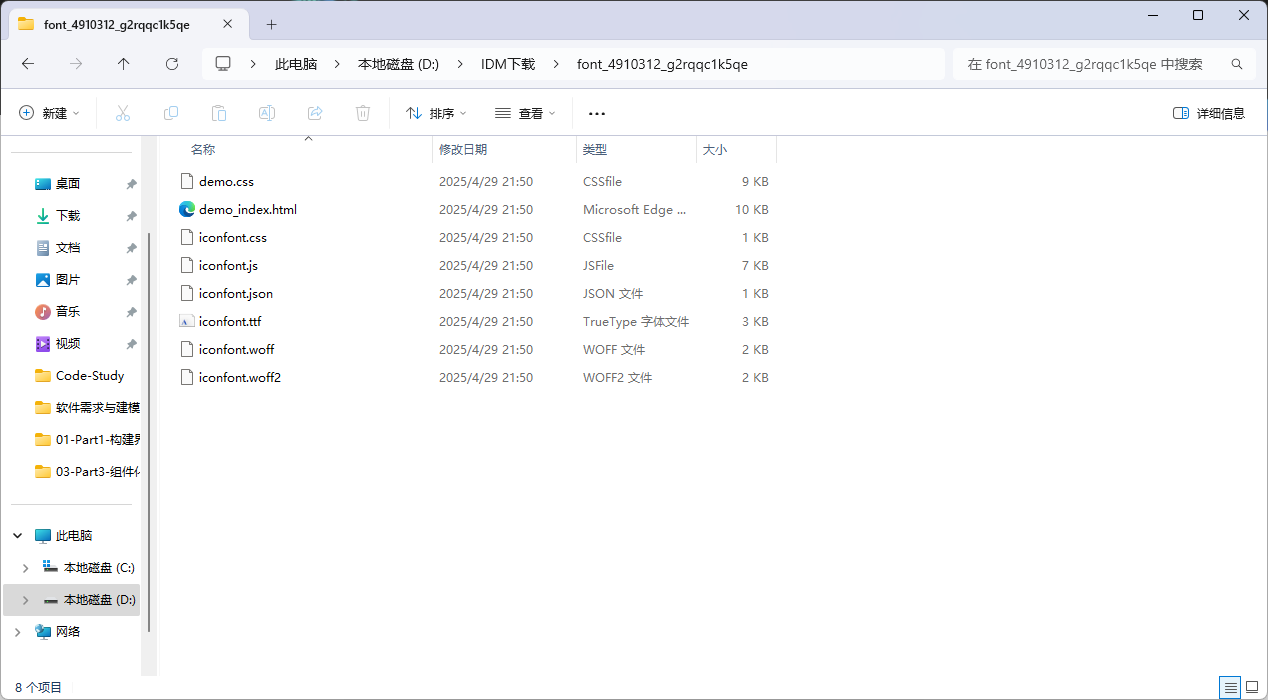 font_4910312_g2rqqc1k5qe
此电脑
本地磁盘 (D:)
IDM下载
font_4910312_g2rqqc1k5qe
在 font_4910312_g2rqqc1k5qe 中搜索
新建
排序
查看
详细信息
名称 修改日期 类型 大小
demo.css 2025/4/29 21:50 CSSfile 9 KB
demo_index.html 2025/4/29 21:50 Microsoft Edge ... 10 KB
iconfont.css 2025/4/29 21:50 CSSfile 1 KB
iconfont.js 2025/4/29 21:50 JSFile 7 KB
iconfont.json 2025/4/29 21:50 JSON 文件 1 KB
iconfont.ttf 2025/4/29 21:50 TrueType 字体文件 3 KB
iconfont.woff 2025/4/29 21:50 WOFF 文件 2 KB
iconfont.woff2 2025/4/29 21:50 WOFF2 文件 2 KB
桌面
下载
文档
图片
音乐
视频
Code-Study
软件需求与建模
01-Part1-构建
03-Part3-组件
此电脑
本地磁盘 (C:)
本地磁盘 (D:)
网络
8 个项目